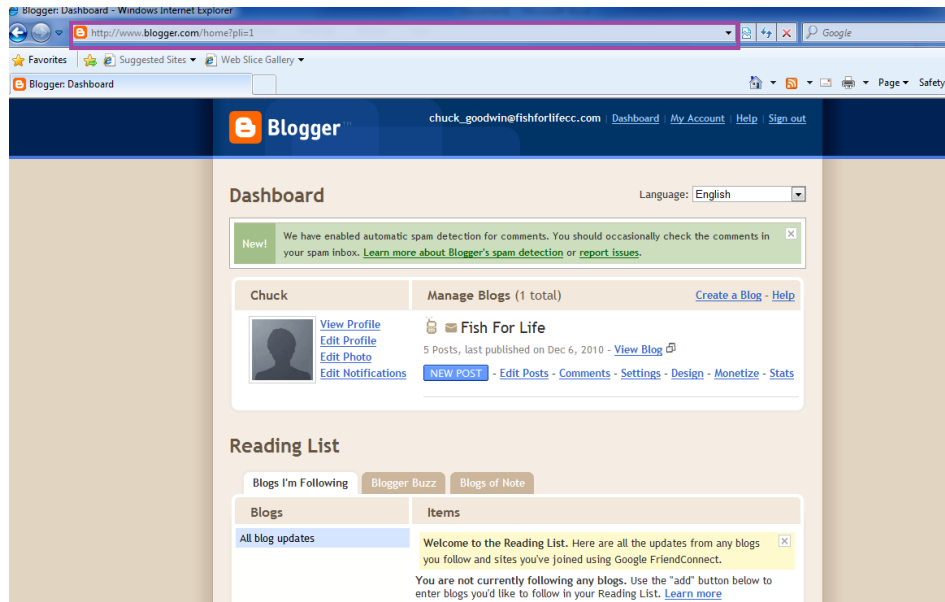 Blogger: Dashboard - Windows Internet Explorer
http://www.blogger.com/home?pli=1
Google
Favorites Suggested Sites Web Slice Gallery
Blogger: Dashboard
Page Safety
Blogger™
chuck_goodwin@fishforlifecc.com | Dashboard | My Account | Help | Sign out
Dashboard
Language: English
New!
We have enabled automatic spam detection for comments. You should occasionally check the comments in
your spam inbox. Learn more about Blogger's spam detection or report issues.
Chuck
Manage Blogs (1 total)
Create a Blog - Help
View Profile
Edit Profile
Edit Photo
Edit Notifications
Fish For Life
5 Posts, last published on Dec 6, 2010 - View Blog
NEW POST - Edit Posts - Comments - Settings - Design - Monetize - Stats
Reading List
Blogs I'm Following Blogger Buzz Blogs of Note
Blogs
Items
All blog updates
Welcome to the Reading List. Here are all the updates from any blogs
you follow and sites you've joined using Google FriendConnect.
You are not currently following any blogs. Use the "add" button below to
enter blogs you'd like to follow in your Reading List. Learn more